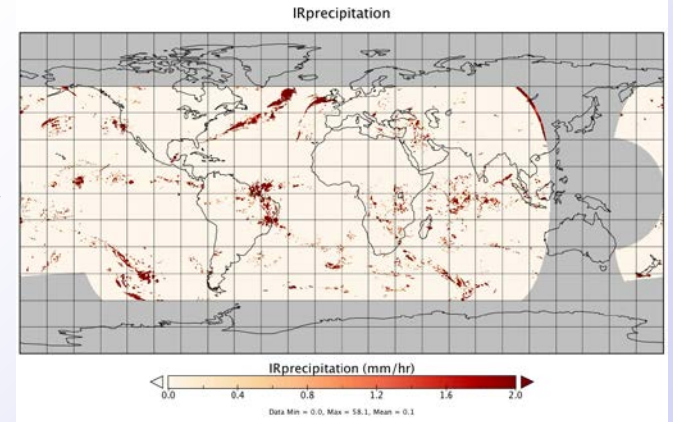 IRprecipitation
IRprecipitation (mm/hr)
0.0 0.4 0.8 1.2 1.6 2.0
Data Min = 0.0, Max = 58.1, Mean = 0.1